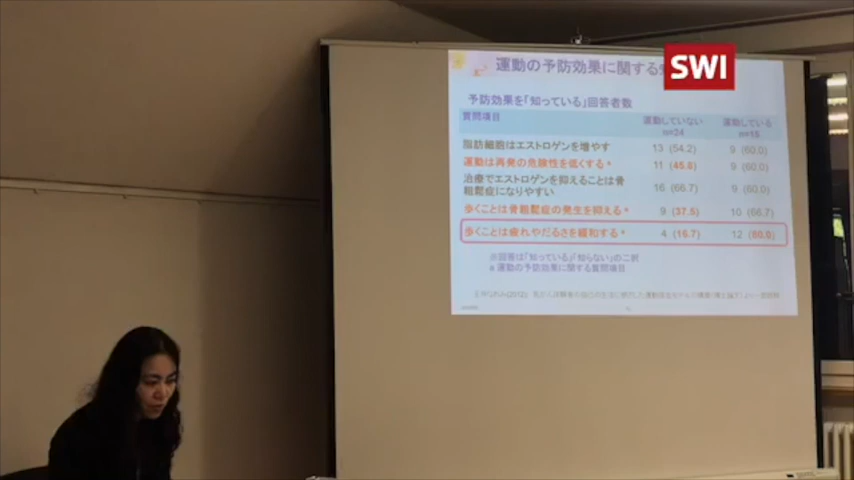 運動の予防効果に関する
SWI
予防効果を「知っている」回答者数
質問項目 運動していない n=24 運動している n=15
脂肪細胞はエストロゲンを増やす 13 (54.2) 9 (60.0)
運動は再発の危険性を低くする* 11 (45.8) 9 (60.0)
治療でエストロゲンを抑えることは骨
粗鬆症になりやすい 16 (66.7) 9 (60.0)
歩くことは骨粗鬆症の発生を抑える* 9 (37.5) 10 (66.7)
歩くことは疲れやだるさを緩和する* 4 (16.7) 12 (80.0)
※回答は「知っている」「知らない」の二択
* 運動の予防効果に関する質問項目